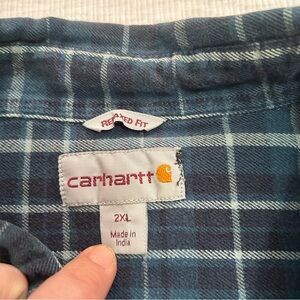 RELAXED FIT
carhartt
2XL
Made in
India